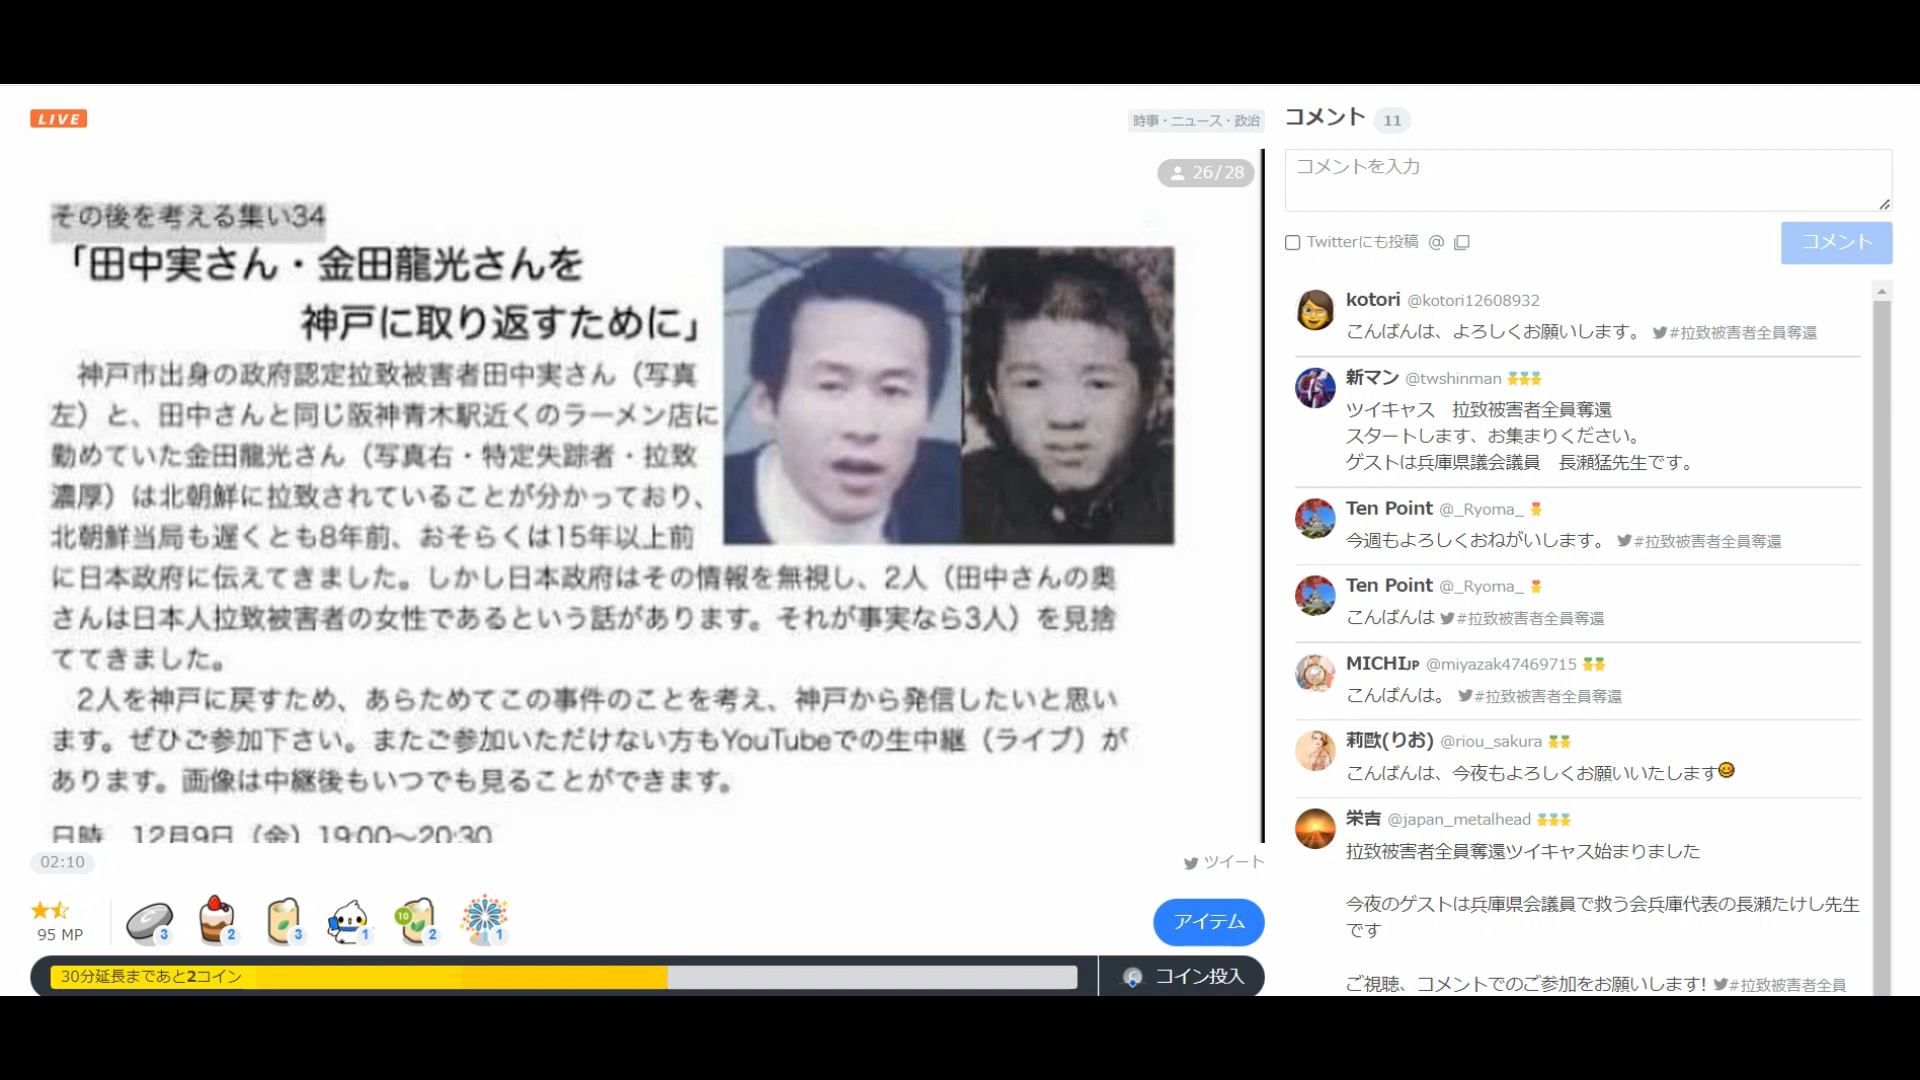 LIVE
時事・ニュース・政治
26/28
その後を考える集い34
「田中実さん・金田龍光さんを
神戸に取り返すために」
神戸市出身の政府認定拉致被害者田中実さん（写真
左）と、田中さんと同じ阪神青木駅近くのラーメン店に
勤めていた金田龍光さん（写真右・特定失踪者・拉致
濃厚）は北朝鮮に拉致されていることが分かっており、
北朝鮮当局も遅くとも8年前、おそらくは15年以上前
に日本政府に伝えてきました。しかし日本政府はその情報を無視し、2人（田中さんの奥
さんは日本人拉致被害者の女性であるという話があります。それが事実なら3人）を見捨
ててきました。
2人を神戸に戻すため、あらためてこの事件のことを考え、神戸から発信したいと思い
ます。ぜひご参加下さい。またご参加いただけない方もYouTubeでの生中継（ライブ）が
あります。画像は中継後もいつでも見ることができます。
日時　12月9日（金）19:00～20:30
02:10
ツイート
95 MP
3
2
3
1
10
2
1
アイテム
30分延長まであと2コイン
コイン投入
コメント 11
コメントを入力
Twitterにも投稿 @
コメント
kotori @kotori12608932
こんばんは、よろしくお願いします。 #拉致被害者全員奪還
新マン @twshinman
ツイキャス　拉致被害者全員奪還
スタートします、お集まりください。
ゲストは兵庫県議会議員　長瀬猛先生です。
Ten Point @_Ryoma_
今週もよろしくおねがいします。 #拉致被害者全員奪還
Ten Point @_Ryoma_
こんばんは #拉致被害者全員奪還
MICHIJP @miyazak47469715
こんばんは。 #拉致被害者全員奪還
莉歐(りお) @riou_sakura
こんばんは、今夜もよろしくお願いいたします😊
栄吉 @japan_metalhead
拉致被害者全員奪還ツイキャス始まりました
今夜のゲストは兵庫県会議員で救う会兵庫代表の長瀬たけし先生
です
ご視聴、コメントでのご参加をお願いします! #拉致被害者全員